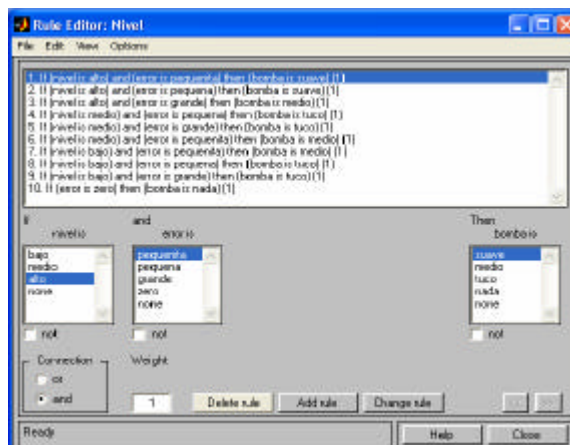 Rule Editor: Nivel
File Edit View Options
1. If (nivel is alto) and (error is pequenita) then (bomba is suave) (1)
2. If (nivel is alto) and (error is pequena) then (bomba is suave) (1)
3. If (nivel is alto) and (error is grande) then (bomba is medio) (1)
4. If (nivel is medio) and (error is pequena) then (bomba is tuco) (1)
5. If (nivel is medio) and (error is grande) then (bomba is tuco) (1)
6. If (nivel is medio) and (error is pequenita) then (bomba is medio) (1)
7. If (nivel is bajo) and (error is pequenita) then (bomba is medio) (1)
8. If (nivel is bajo) and (error is pequena) then (bomba is tuco) (1)
9. If (nivel is bajo) and (error is grande) then (bomba is tuco) (1)
10. If (error is zero) then (bomba is nada) (1)
If and Then
nivel is error is bomba is
bajo pequenita suave
medio pequena medio
alto grande tuco
none zero nada
none none
not not not
Connection Weight:
or
and 1 Delete rule Add rule Change rule << >>
Ready Help Close